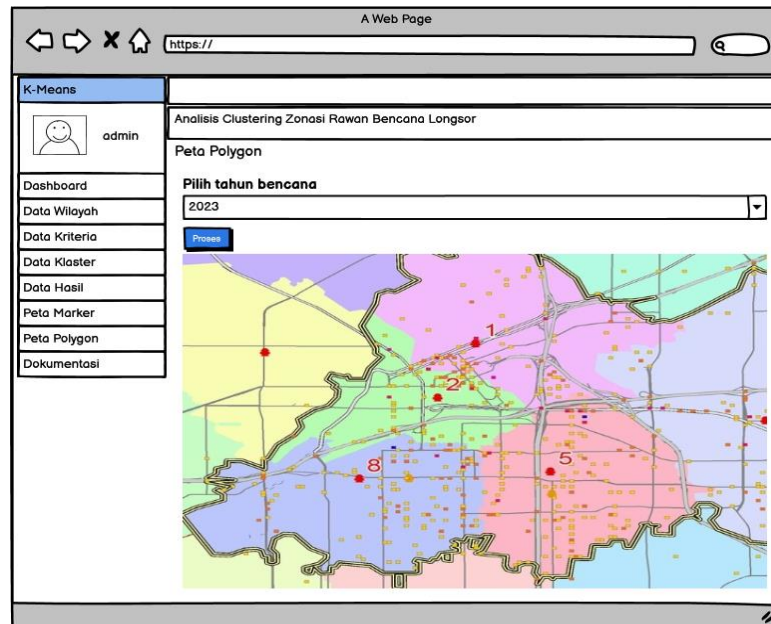 A Web Page
https://
K-Means
admin
Dashboard
Data Wilayah
Data Kriteria
Data Klaster
Data Hasil
Peta Marker
Peta Polygon
Dokumentasi
Analisis Clustering Zonasi Rawan Bencana Longsor
Peta Polygon
Pilih tahun bencana
2023
Proses
1
2
8
5